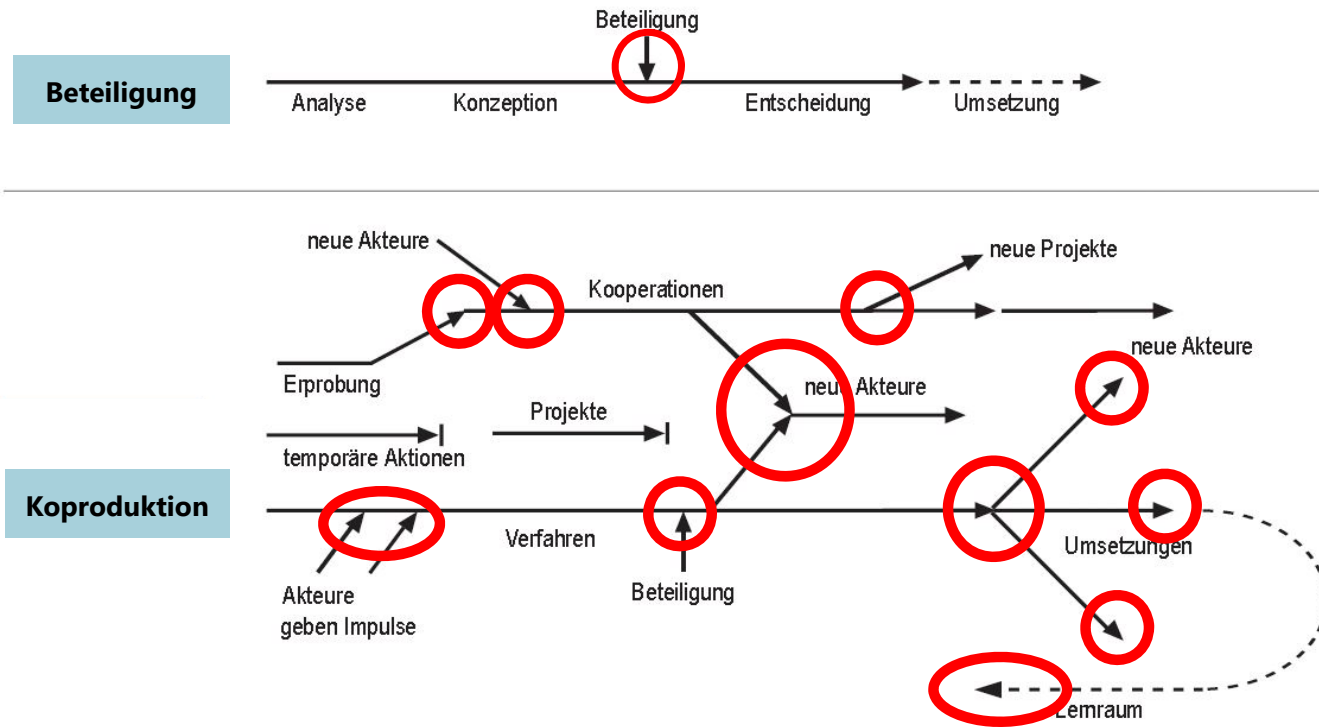 Beteiligung
Beteiligung
Analyse
Konzeption
Entscheidung
Umsetzung
neue Akteure
neue Projekte
Kooperationen
neue Akteure
Erprobung
neue Akteure
Projekte
temporäre Aktionen
Koproduktion
Verfahren
Umsetzungen
Beteiligung
Akteure
geben Impulse
Lernraum